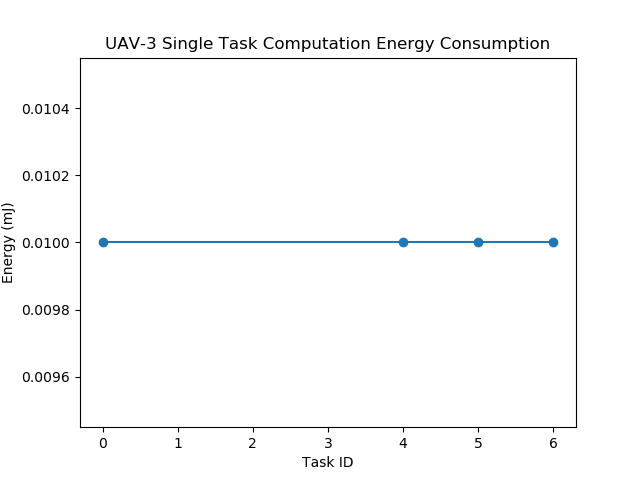 UAV-3 Single Task Computation Energy Consumption
Energy (mJ)
0.0104
0.0102
0.0100
0.0098
0.0096
0 1 2 3 4 5 6
Task ID